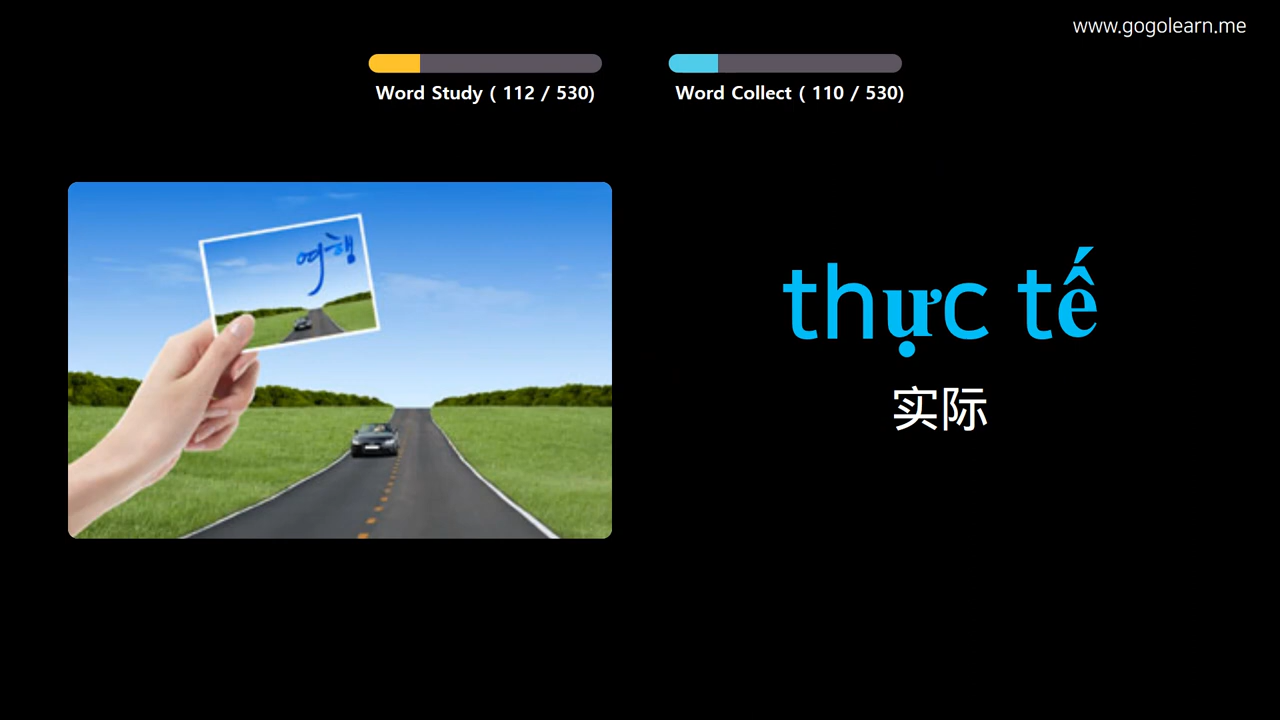 www.gogolearn.me
Word Study ( 112 / 530)
Word Collect ( 110 / 530)
여행
thực tế
实际